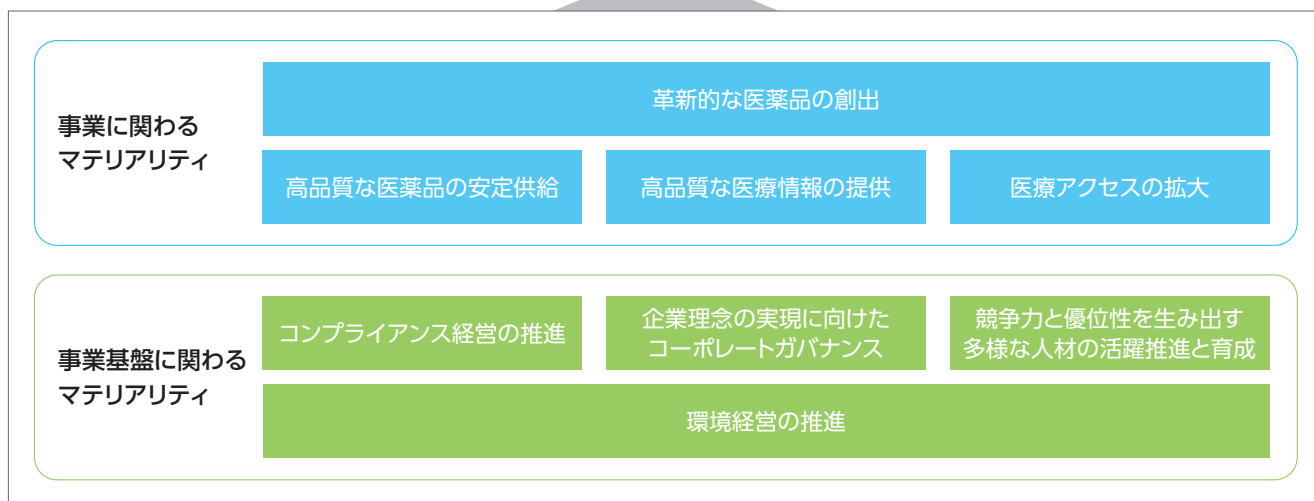 事業に関わる
マテリアリティ
革新的な医薬品の創出
高品質な医薬品の安定供給
高品質な医療情報の提供
医療アクセスの拡大
事業基盤に関わる
マテリアリティ
コンプライアンス経営の推進
企業理念の実現に向けた
コーポレートガバナンス
競争力と優位性を生み出す
多様な人材の活躍推進と育成
環境経営の推進